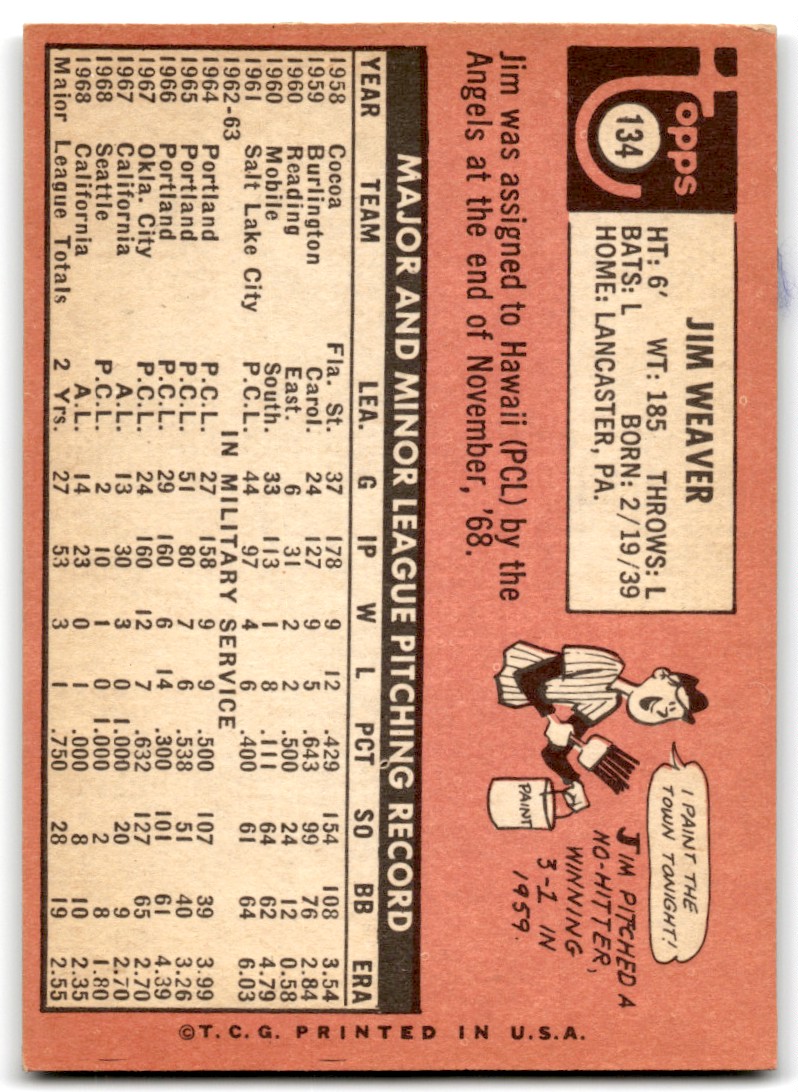 Topps
134
JIM WEAVER
HT: 6' WT: 185 THROWS: L
BATS: L BORN: 2/19/39
HOME: LANCASTER, PA.
Jim was assigned to Hawaii (PCL) by the
Angels at the end of November, '68.
I PAINT THE
TOWN TONIGHT!
PAINT
JIM PITCHED A
NO-HITTER,
WINNING
3-1 IN
1959.
MAJOR AND MINOR LEAGUE PITCHING RECORD
YEAR TEAM LEA. G IP W L PCT SO BB ERA
1958 Cocoa Fla. St. 37 178 9 12 .429 154 108 3.54
1959 Burlington Carol. 24 127 9 5 .643 99 76 2.84
1960 Reading East. 6 31 2 2 .500 24 12 0.58
1960 Mobile South. 33 113 1 8 .111 64 62 4.79
1961 Salt Lake City P.C.L. 44 97 4 6 .400 61 64 6.03
1962-63 IN MILITARY SERVICE
1964 Portland P.C.L. 27 158 9 9 .500 107 39 3.99
1965 Portland P.C.L. 51 80 7 6 .538 51 40 3.26
1966 Portland P.C.L. 29 160 6 14 .300 101 61 4.39
1967 Okla. City P.C.L. 24 160 12 7 .632 127 65 2.70
1967 California A.L. 13 30 3 0 1.000 20 9 2.70
1968 Seattle P.C.L. 2 10 1 0 1.000 2 8 1.80
1968 California A.L. 14 23 0 1 .000 8 10 2.35
Major League Totals 2 Yrs. 27 53 3 1 .750 28 19 2.55
©T.C.G. PRINTED IN U.S.A.